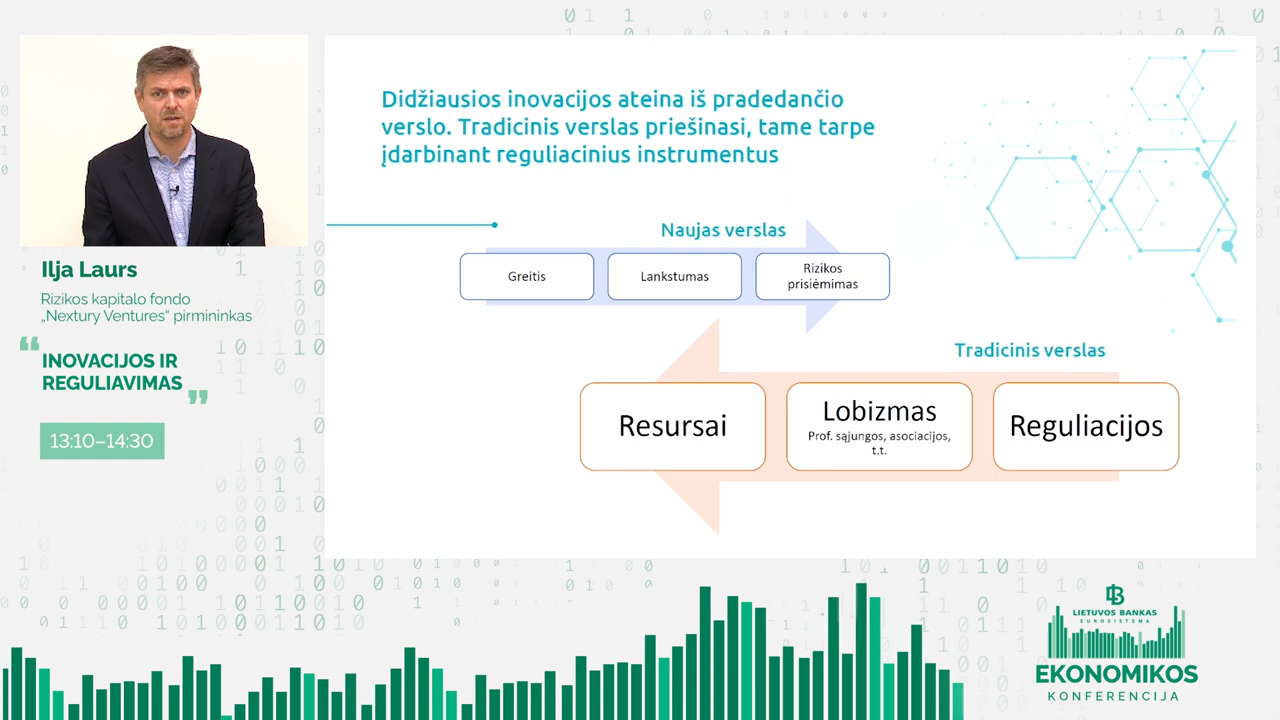 Ilja Laurs
Rizikos kapitalo fondo
„Nextury Ventures“ pirmininkas
“
INOVACIJOS IR
REGULIAVIMAS
”
13:10–14:30
Didžiausios inovacijos ateina iš pradedančio
verslo. Tradicinis verslas priešinasi, tame tarpe
įdarbinant reguliacinius instrumentus
Naujas verslas
Greitis
Lankstumas
Rizikos
prisiėmimas
Tradicinis verslas
Resursai
Lobizmas
Prof. sąjungos, asociacijos,
t.t.
Reguliacijos
LIETUVOS BANKAS
EUROSISTEMA
EKONOMIKOS
KONFERENCIJA